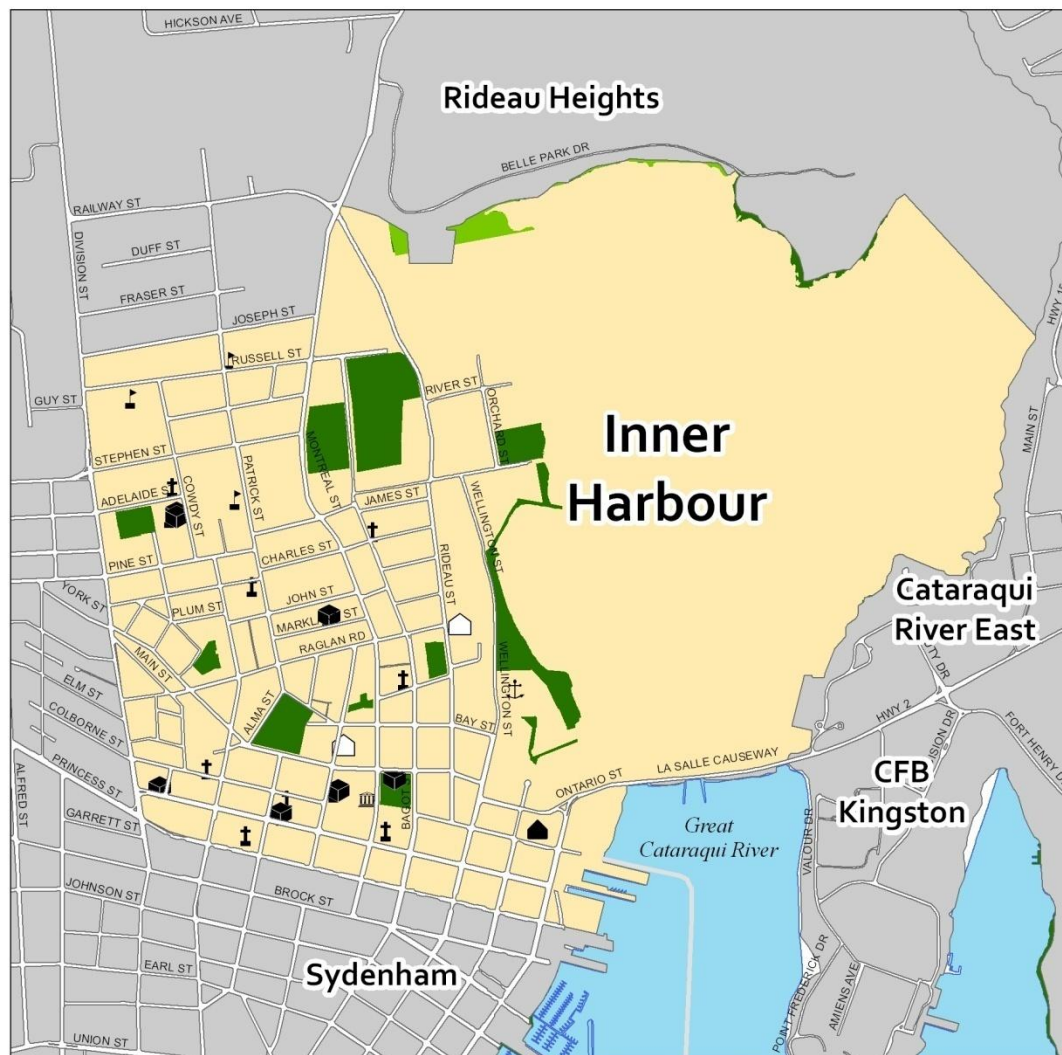 HICKSON AVE
Rideau Heights
BELLE PARK DR
RAILWAY ST
DIVISION ST
DUFF ST
FRASER ST
JOSEPH ST
RUSSELL ST
GUY ST
RIVER ST
ORCHARD ST
MAIN ST
Inner
Harbour
STEPHEN ST
MONTREAL ST
PATRICK ST
ADELAIDE ST
COWDY ST
JAMES ST
WELLINGTON ST
PINE ST
CHARLES ST
RIDEAU ST
YORK ST
PLUM ST
JOHN ST
ST
RAGLAN RD
Cataraqui
River East
MAIN ST
ELM ST
ALMA ST
WELLINGTON ST
BAY ST
HWY 2
COLBORNE ST
PRINCESS ST
LA SALLE CAUSEWAY
ONTARIO ST
FORT HENRY
CFB
Kingston
ALFRED ST
GARRETT ST
BAGOT
Great
Cataraqui River
VALOUR DR
JOHNSON ST
BROCK ST
EARL ST
Sydenham
POINT FREDERICK DR
AMIENS AVE
UNION ST